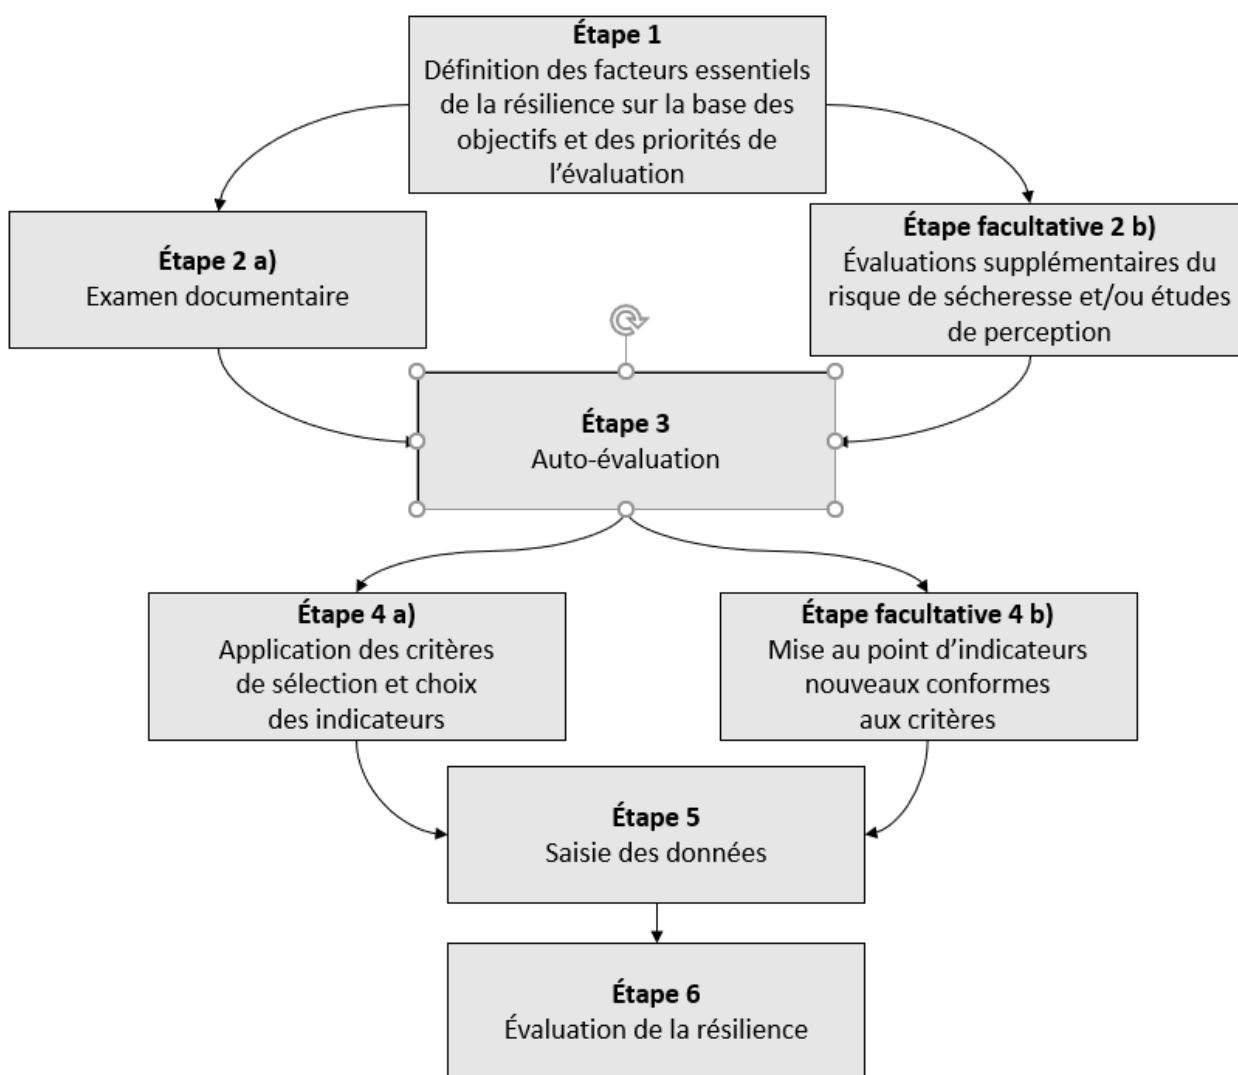 Étape 1
Définition des facteurs essentiels
de la résilience sur la base des
objectifs et des priorités de
l’évaluation
Étape 2 a)
Examen documentaire
Étape facultative 2 b)
Évaluations supplémentaires du
risque de sécheresse et/ou études
de perception
Étape 3
Auto-évaluation
Étape 4 a)
Application des critères
de sélection et choix
des indicateurs
Étape facultative 4 b)
Mise au point d’indicateurs
nouveaux conformes
aux critères
Étape 5
Saisie des données
Étape 6
Évaluation de la résilience